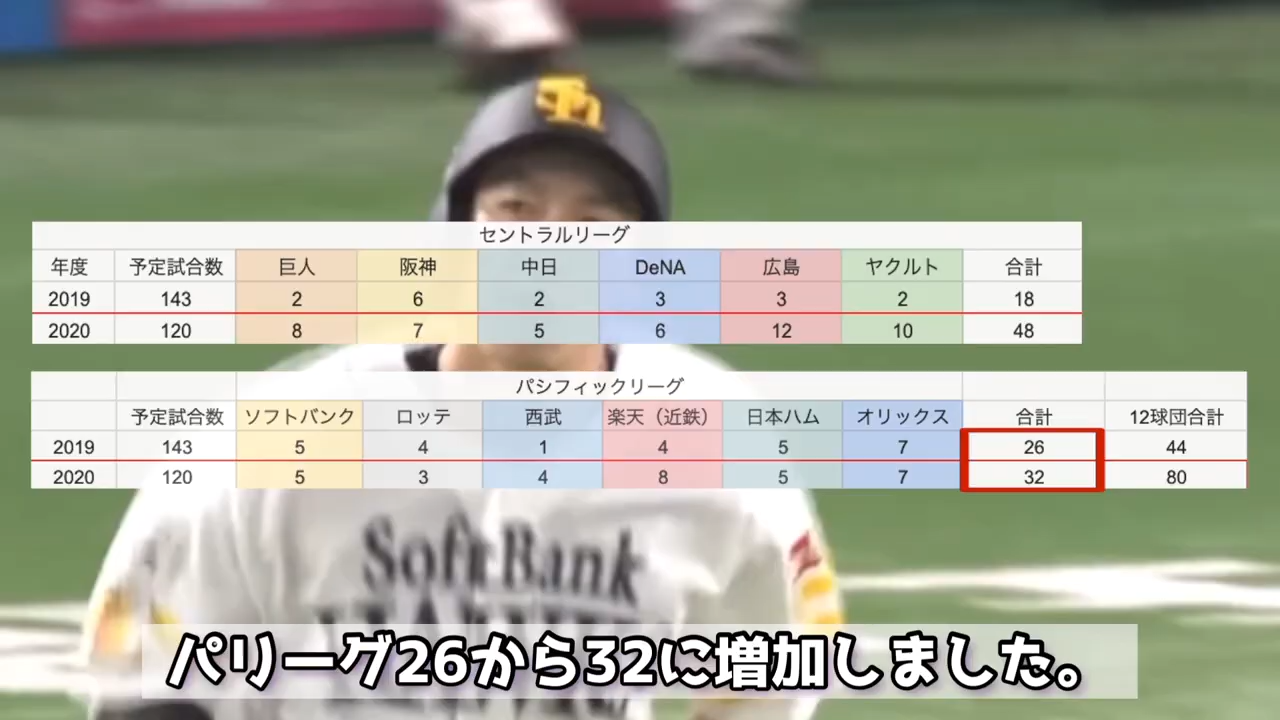 Sh
セントラルリーグ
年度 予定試合数 巨人 阪神 中日 DeNA 広島 ヤクルト 合計
2019 143 2 6 2 3 3 2 18
2020 120 8 7 5 6 12 10 48
パシフィックリーグ
予定試合数 ソフトバンク ロッテ 西武 楽天（近鉄） 日本ハム オリックス 合計 12球団合計
2019 143 5 4 1 4 5 7 26 44
2020 120 5 3 4 8 5 7 32 80
SoftBank
パリーグ26から32に増加しました。